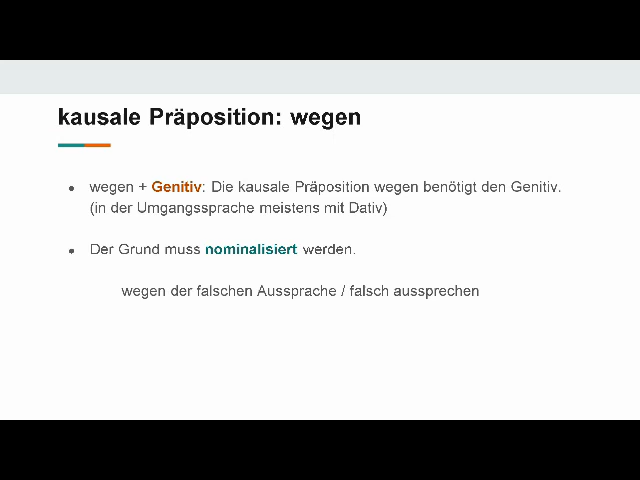 kausale Präposition: wegen
● wegen + Genitiv: Die kausale Präposition wegen benötigt den Genitiv.
(in der Umgangssprache meistens mit Dativ)
● Der Grund muss nominalisiert werden.
wegen der falschen Aussprache / falsch aussprechen